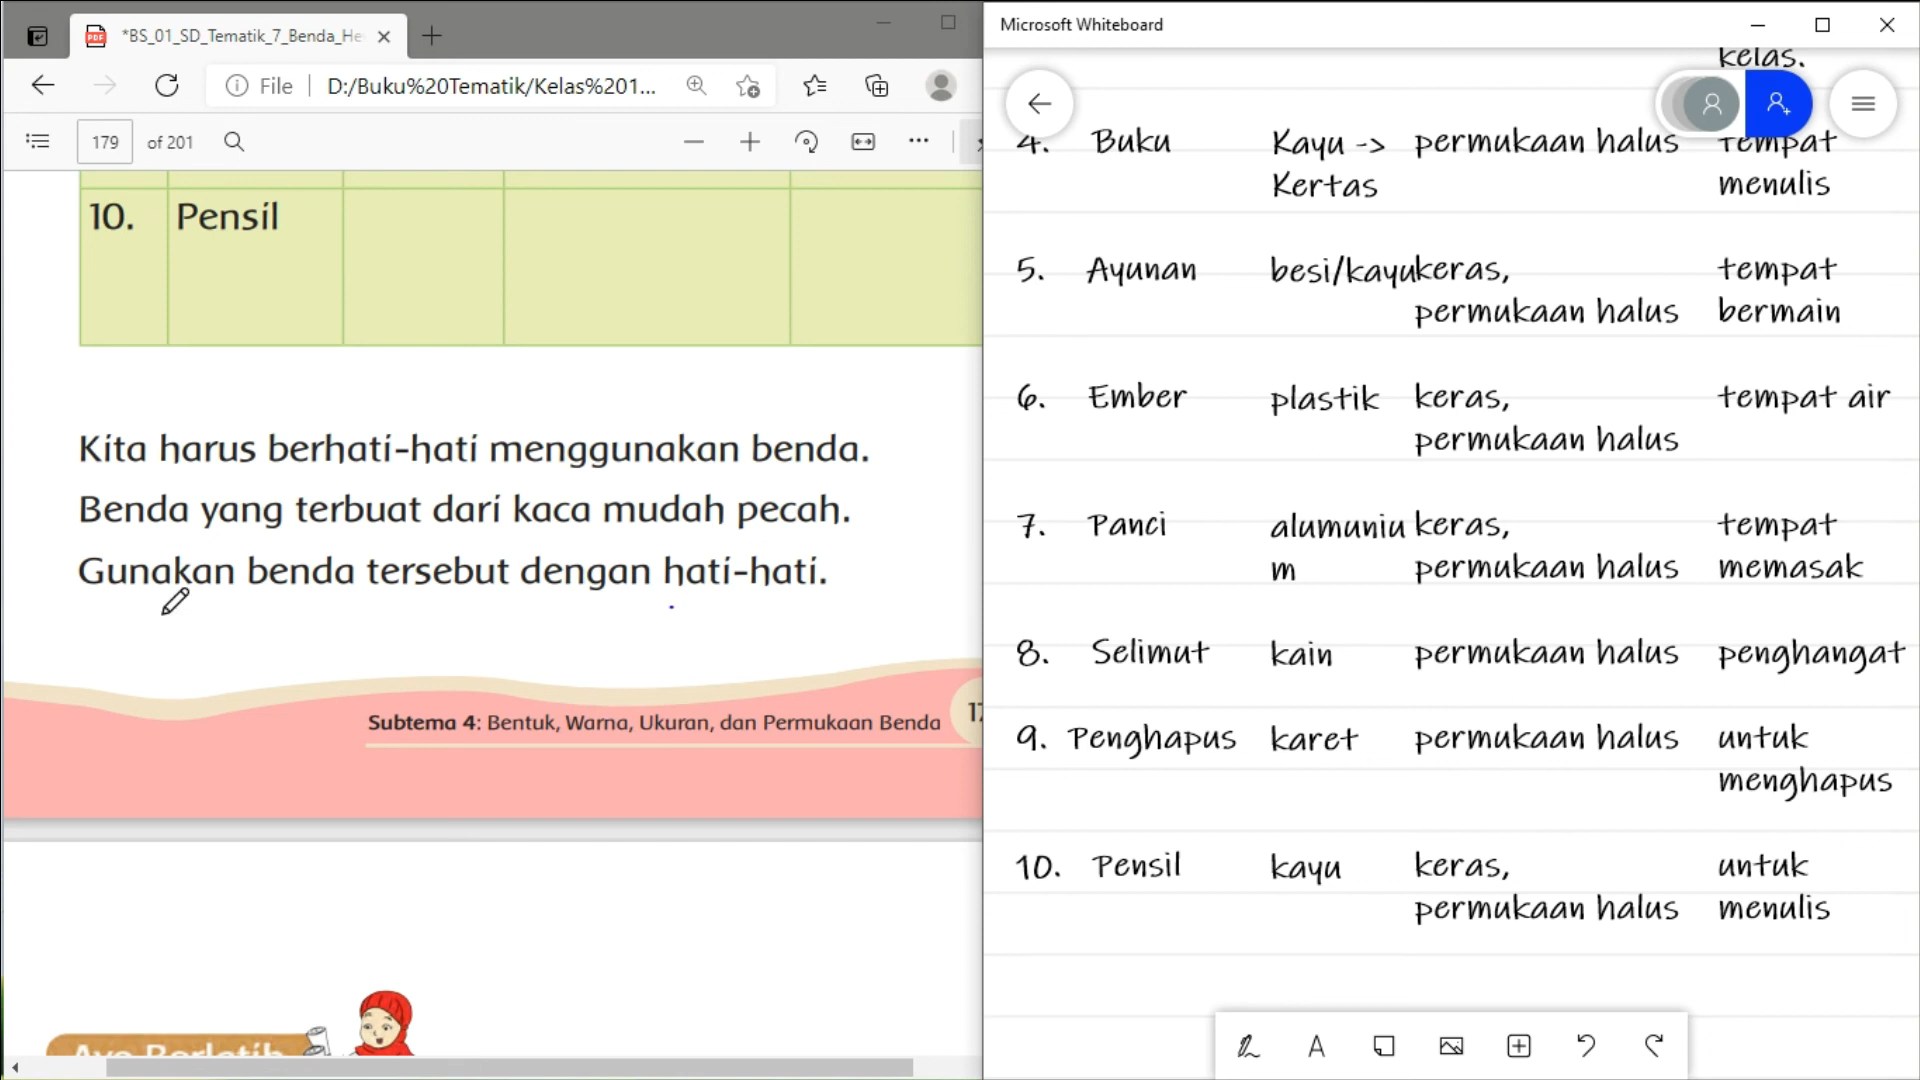 *BS_01_SD_Tematik_7_Benda_He
File
D:/Buku%20Tematik/Kelas%201...
179 of 201
10. Pensil
Kita harus berhati-hati menggunakan benda.
Benda yang terbuat dari kaca mudah pecah.
Gunakan benda tersebut dengan hati-hati.
Subtema 4: Bentuk, Warna, Ukuran, dan Permukaan Benda
Ayo Berlatih
Microsoft Whiteboard
kelas.
4. Buku Kayu -> permukaan halus tempat
Kertas menulis
5. Ayunan besi/kayu keras, tempat
permukaan halus bermain
6. Ember plastik keras, tempat air
permukaan halus
7. Panci alumuniu keras, tempat
m permukaan halus memasak
8. Selimut kain permukaan halus penghangat
9. Penghapus karet permukaan halus untuk
menghapus
10. Pensil kayu keras, untuk
permukaan halus menulis